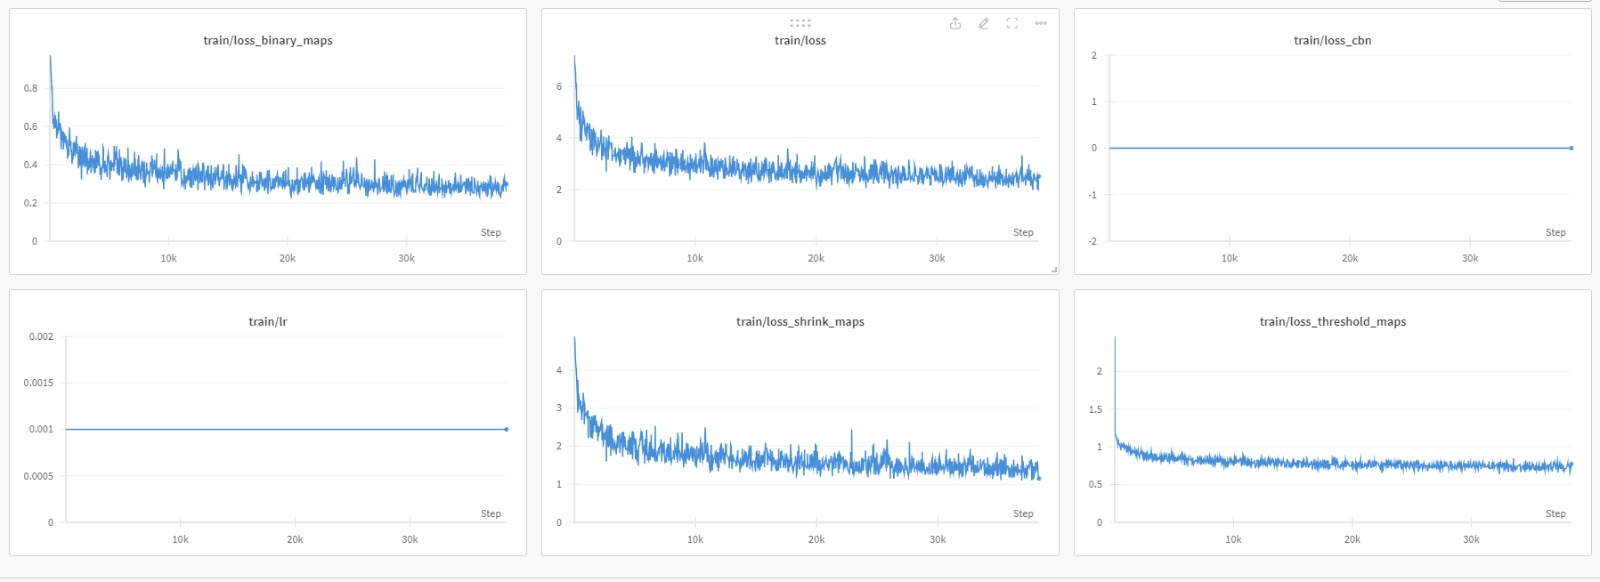 train/loss_binary_maps
0.8
0.6
0.4
0.2
0
Step
10k
20k
30k
train/loss
6
4
2
0
Step
10k
20k
30k
train/loss_cbn
2
1
0
-1
-2
Step
10k
20k
30k
train/lr
0.002
0.0015
0.001
0.0005
0
Step
10k
20k
30k
train/loss_shrink_maps
4
3
2
1
0
Step
10k
20k
30k
train/loss_threshold_maps
2
1.5
1
0.5
0
Step
10k
20k
30k